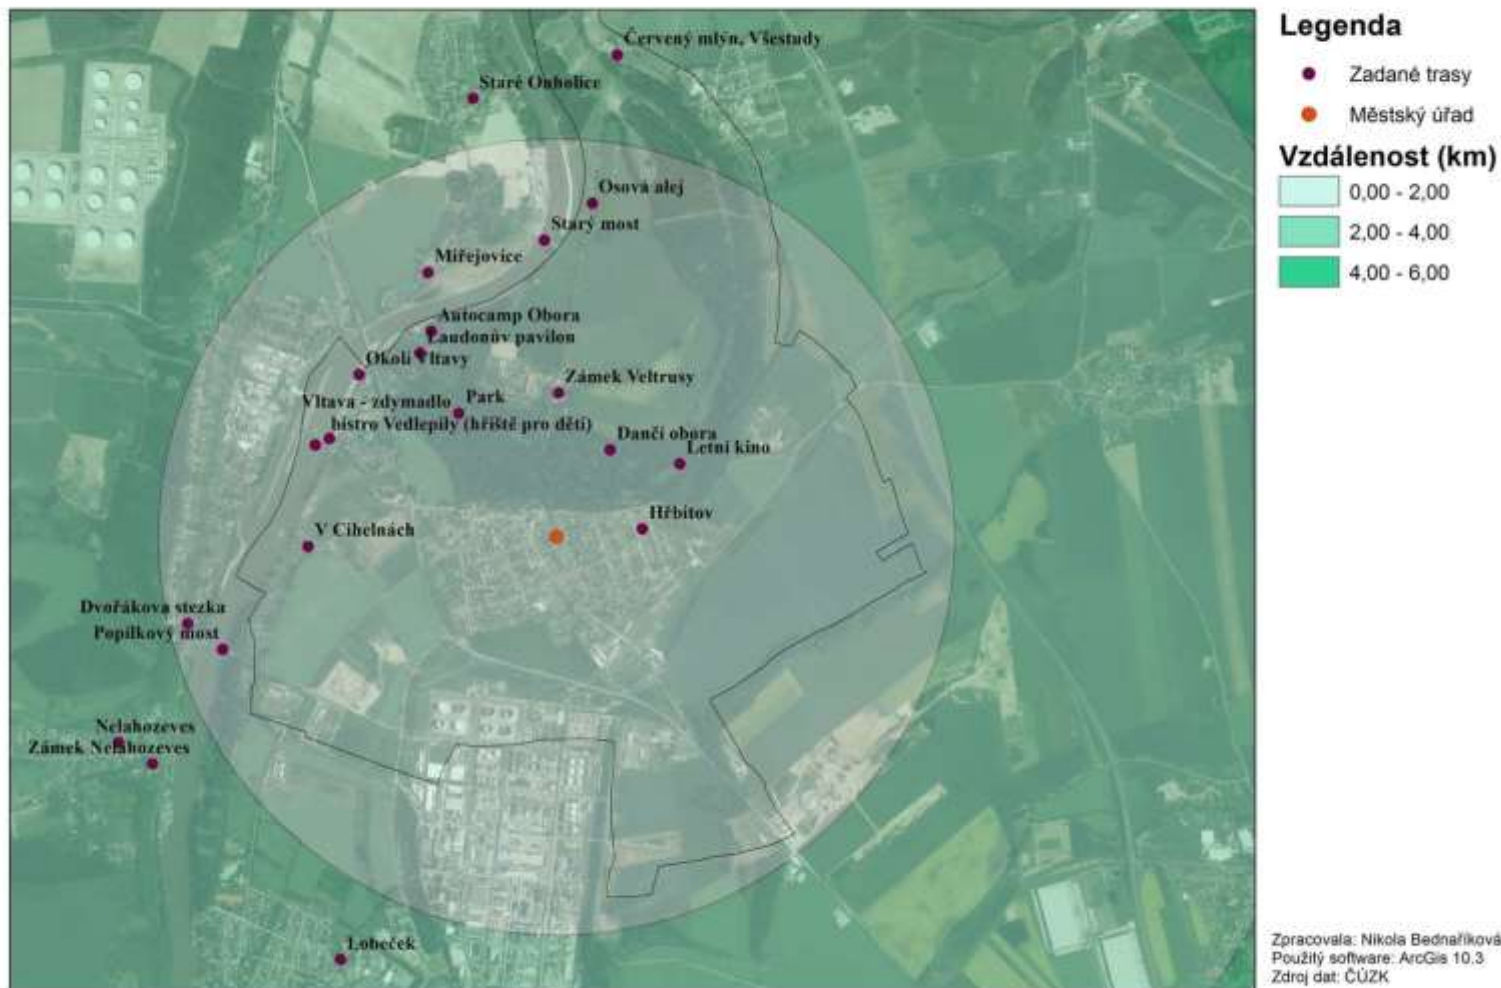 Červený mlýn, Všestudy
Staré Ouholice
Osová alej
Starý most
Miřejovice
Autocamp Obora
Laudonův pavilon
Okolí Vltavy
Zámek Veltrusy
Vltava - zdymadlo
Park
bistro Vedlepily (hřiště pro děti)
Dančí obora
Letní kino
Hřbitov
V Cihelnách
Dvořákova stezka
Popílkový most
Nelahozeves
Zámek Nelahozeves
Lobeček
Legenda
Zadané trasy
Městský úřad
Vzdálenost (km)
0,00 - 2,00
2,00 - 4,00
4,00 - 6,00
Zpracovala: Nikola Bednaříková
Použitý software: ArcGis 10.3
Zdroj dat: ČÚZK